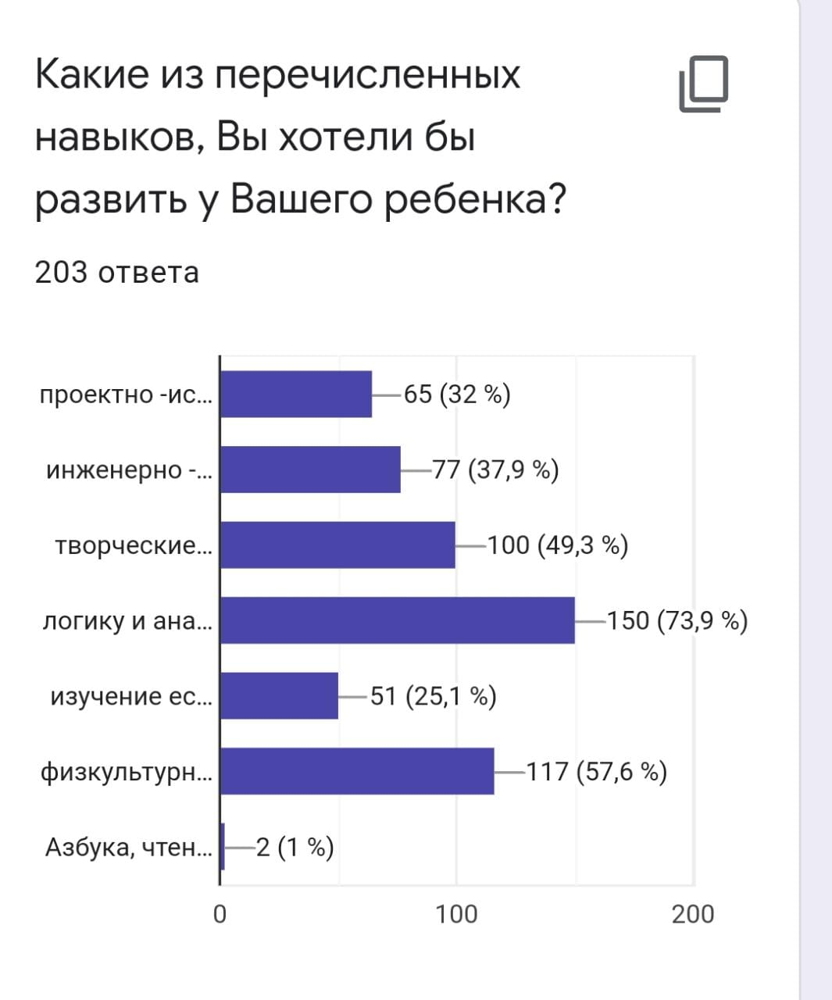 Какие из перечисленных
навыков, Вы хотели бы
развить у Вашего ребенка?
203 ответа
проектно -ис... 65 (32 %)
инженерно -... 77 (37,9 %)
творческие... 100 (49,3 %)
логику и ана... 150 (73,9 %)
изучение ес... 51 (25,1 %)
физкультурн... 117 (57,6 %)
Азбука, чтен... 2 (1 %)
0 100 200